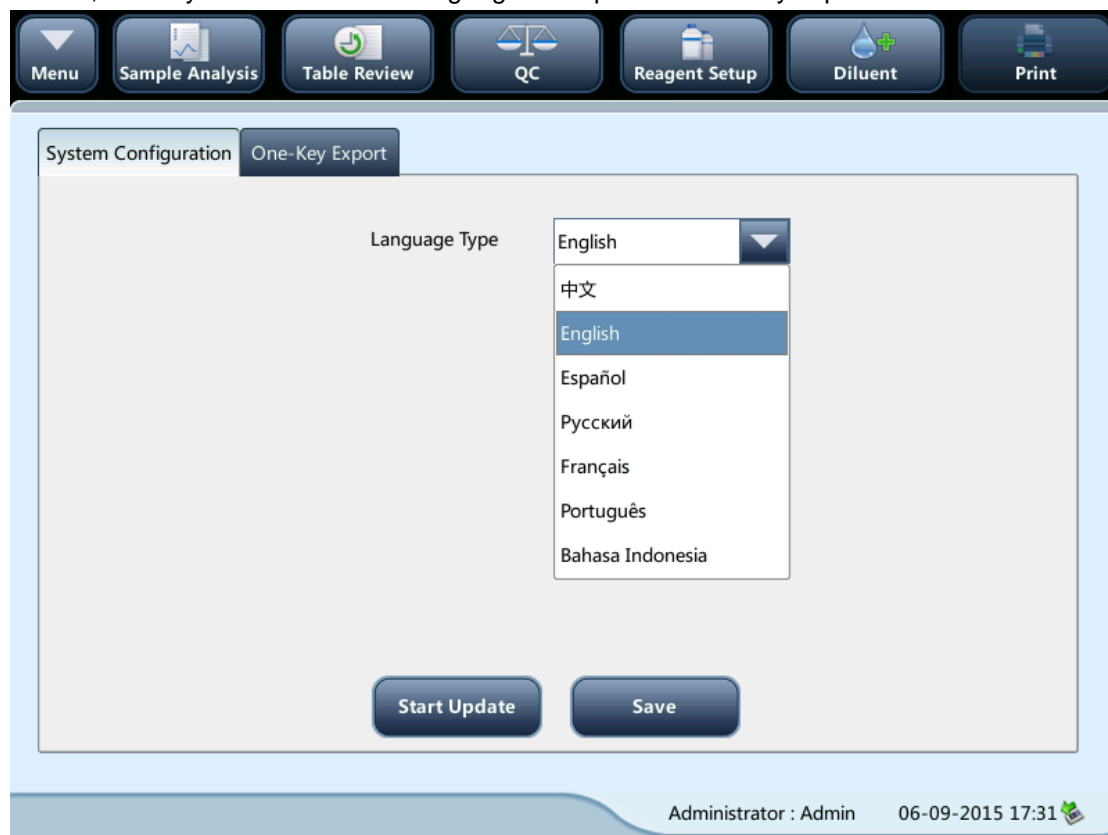 Menu Sample Analysis Table Review QC Reagent Setup Diluent Print
System Configuration One-Key Export
Language Type English
中文
English
Español
Русский
Français
Português
Bahasa Indonesia
Start Update Save
Administrator : Admin 06-09-2015 17:31